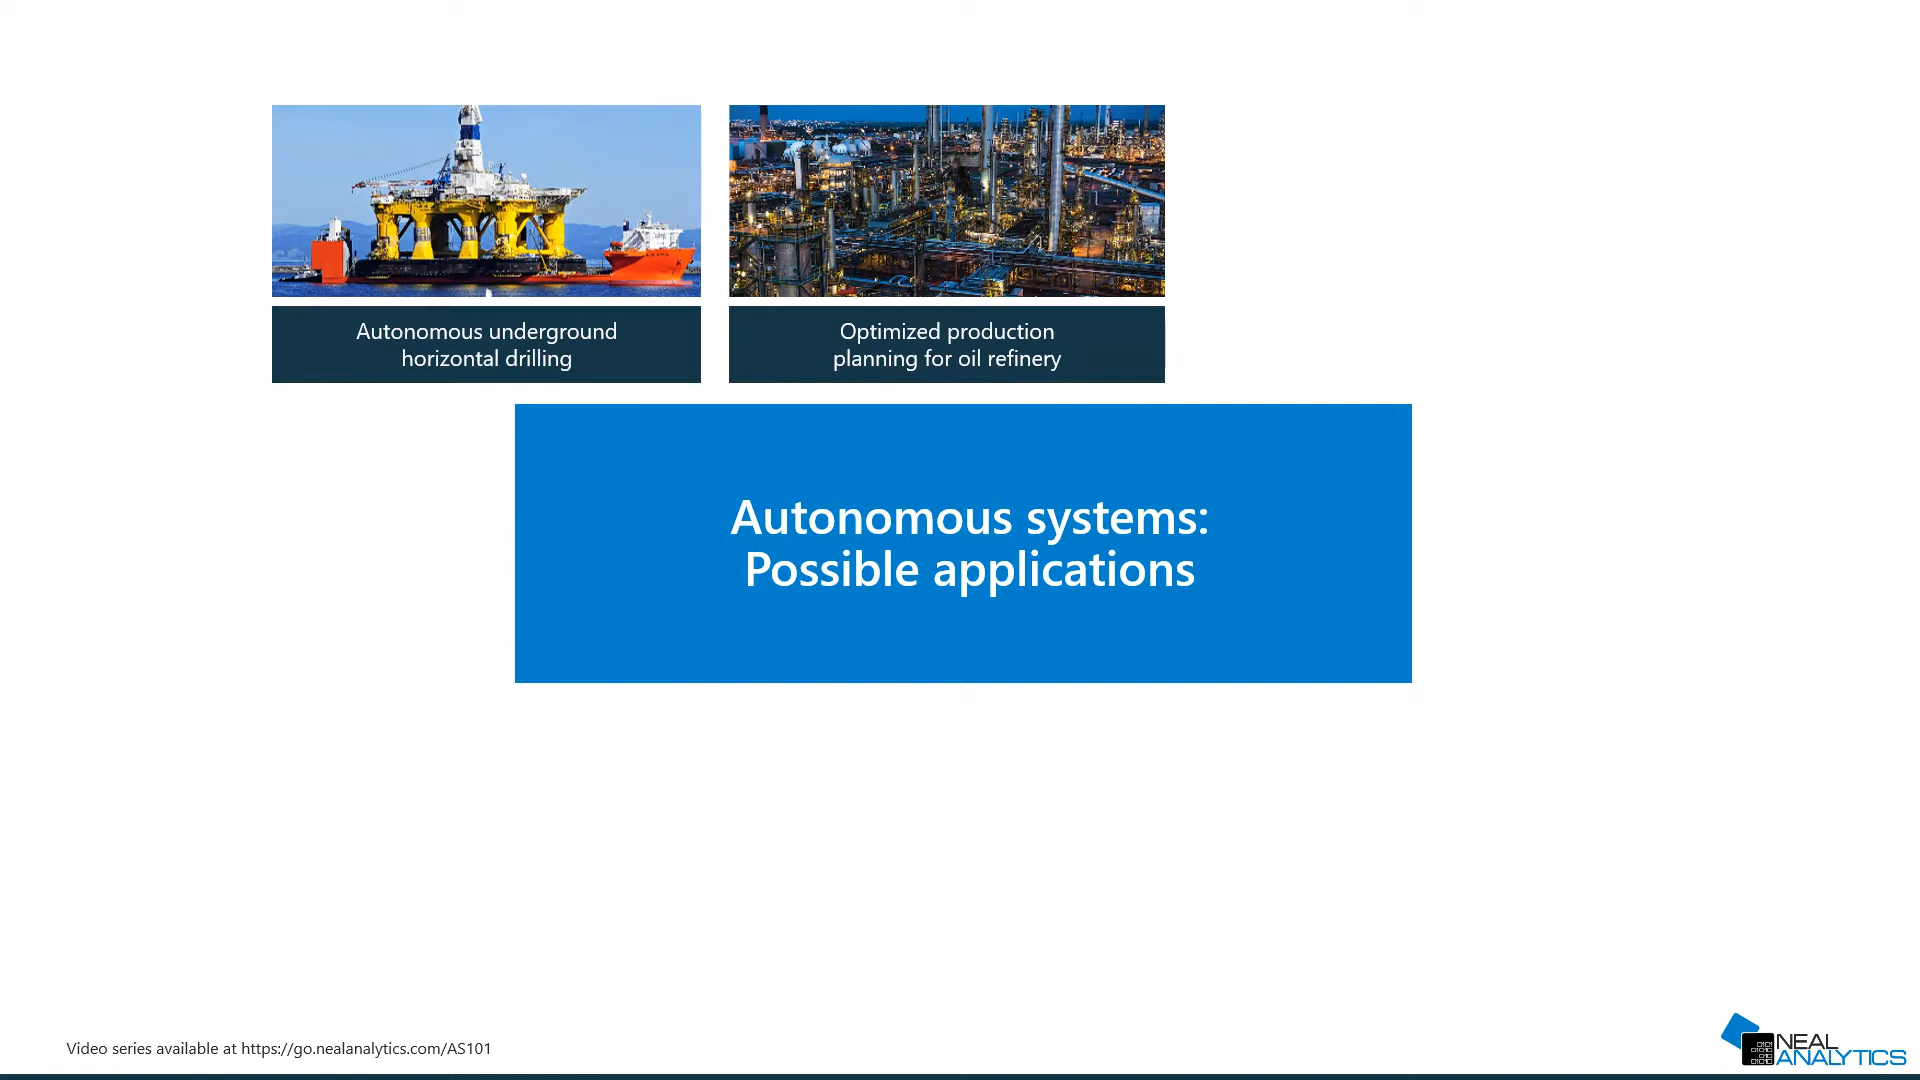 Autonomous underground
horizontal drilling
Optimized production
planning for oil refinery
Autonomous systems:
Possible applications
Video series available at https://go.nealanalytics.com/AS101
NEAL
ANALYTICS